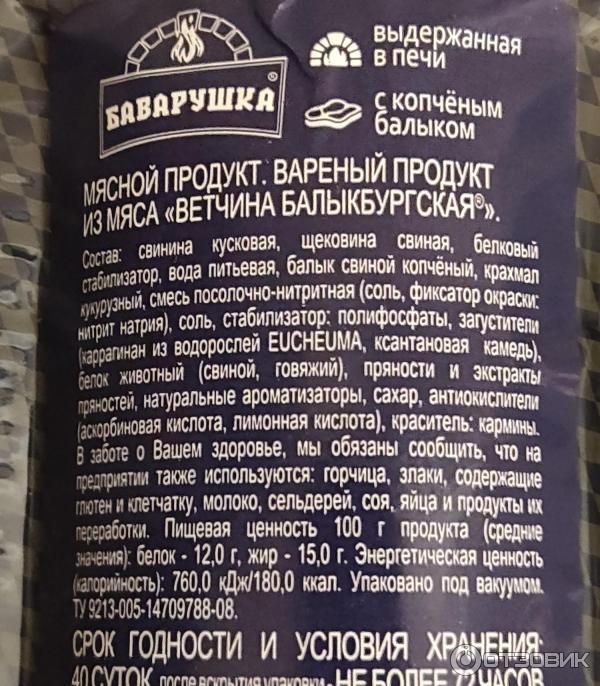 БАВАРУШКА®
выдержанная
в печи
с копчёным
балыком
МЯСНОЙ ПРОДУКТ. ВАРЕНЫЙ ПРОДУКТ
ИЗ МЯСА «ВЕТЧИНА БАЛЫКБУРГСКАЯ®».
Состав: свинина кусковая, щековина свиная, белковый
стабилизатор, вода питьевая, балык свиной копчёный, крахмал
кукурузный, смесь посолочно-нитритная (соль, фиксатор окраски:
нитрит натрия), соль, стабилизатор: полифосфаты, загустители
(каррагинан из водорослей EUCHEUMA, ксантановая камедь),
белок животный (свиной, говяжий), пряности и экстракты
пряностей, натуральные ароматизаторы, сахар, антиокислители
(аскорбиновая кислота, лимонная кислота), краситель: кармины.
В заботе о Вашем здоровье, мы обязаны сообщить, что на
предприятии также используются: горчица, злаки, содержащие
глютен и клетчатку, молоко, сельдерей, соя, яйца и продукты их
переработки. Пищевая ценность 100 г продукта (средние
значения): белок - 12,0 г, жир - 15,0 г. Энергетическая ценность
(калорийность): 760,0 кДж/180,0 ккал. Упаковано под вакуумом.
ТУ 9213-005-14709788-08.
СРОК ГОДНОСТИ И УСЛОВИЯ ХРАНЕНИЯ:
40 СУТОК, после вскрытия упаковки - НЕ БОЛЕЕ 24 ЧАСОВ
ОТЗОВИК